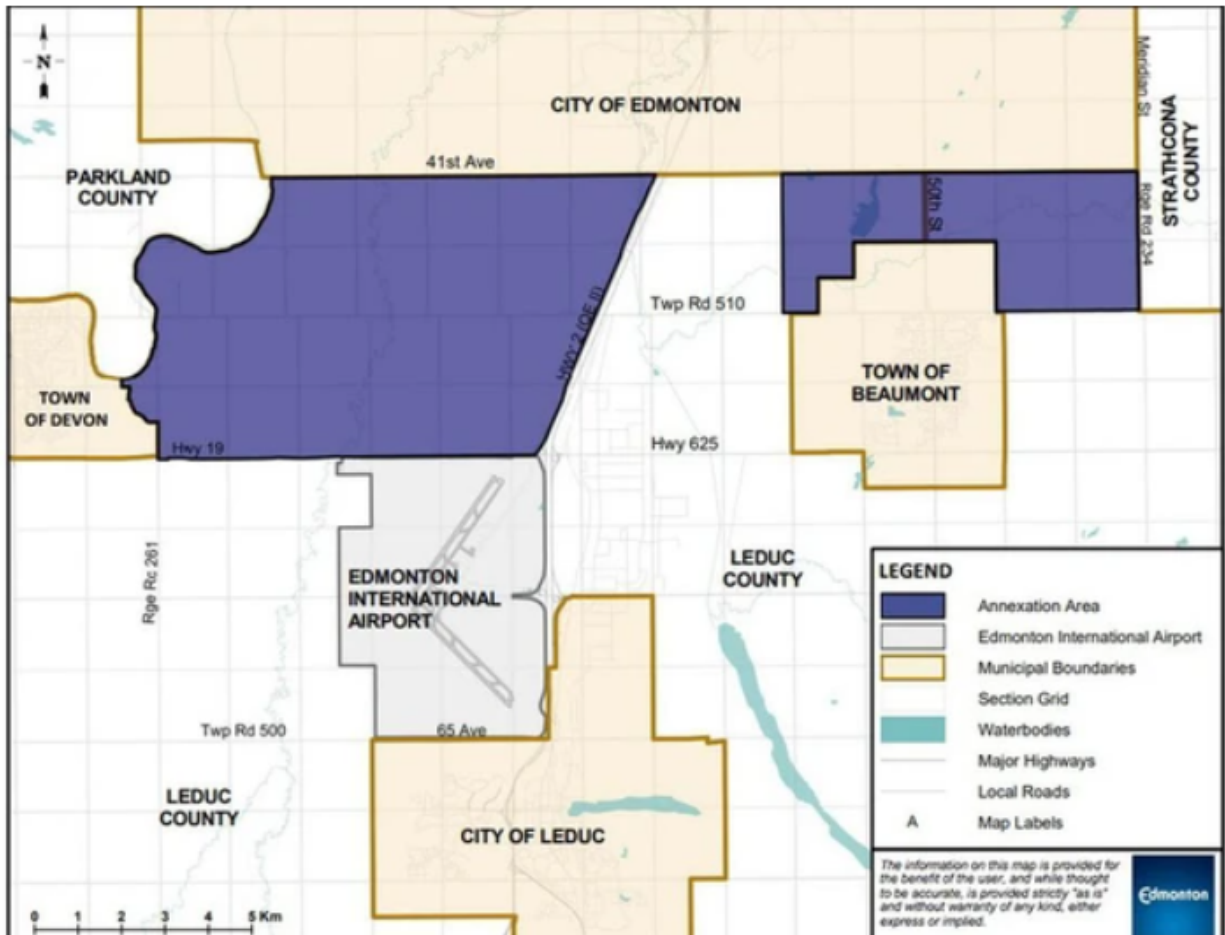 N
CITY OF EDMONTON
Meridian St
STRATHCONA
COUNTY
41st Ave
PARKLAND
COUNTY
50th St
Rge Rd 234
HWY 2 (QE II)
Twp Rd 510
TOWN OF
BEAUMONT
TOWN
OF DEVON
Hwy 19
Hwy 625
Rge Rc 261
EDMONTON
INTERNATIONAL
AIRPORT
LEDUC
COUNTY
Twp Rd 500
65 Ave
LEDUC
COUNTY
CITY OF LEDUC
0 1 2 3 4 5 Km
LEGEND
Annexation Area
Edmonton International Airport
Municipal Boundaries
Section Grid
Waterbodies
Major Highways
Local Roads
A Map Labels
The information on this map is provided for
the benefit of the user, and while thought
to be accurate, is provided strictly "as is"
and without warranty of any kind, either
express or implied.
Edmonton